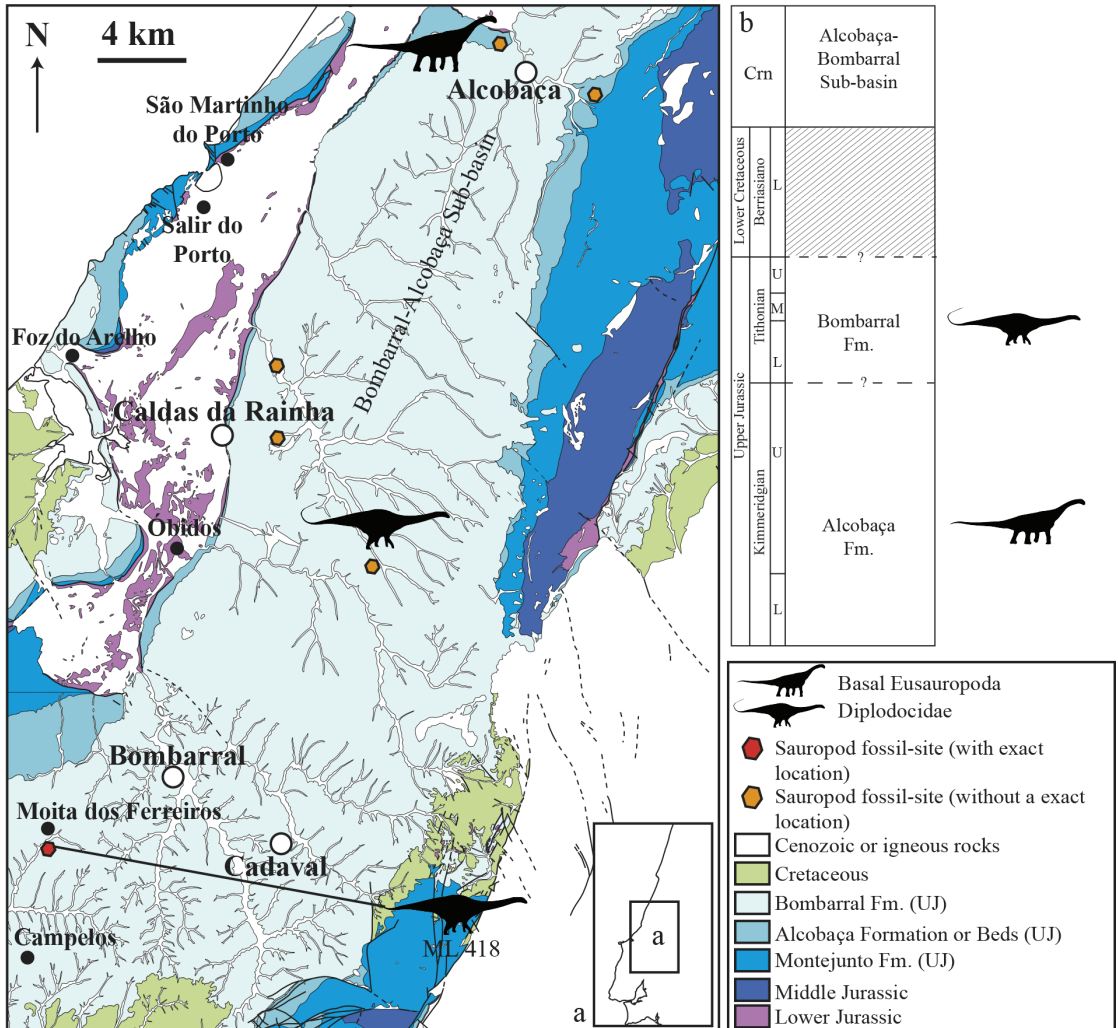 N
4 km
São Martinho
do Porto
Alcobaça
Salir do
Porto
Bombarral-Alcobaça Sub-basin
Foz do Arelho
Caldas da Rainha
Óbidos
Bombarral
Moita dos Ferreiros
Cadaval
Campelos
ML 418
a
a
b
Crn
Alcobaça-
Bombarral
Sub-basin
Lower Cretaceous
Berriasiano
L
?
Upper Jurassic
Tithonian
U
M
L
Bombarral
Fm.
?
Kimmeridgian
U
L
Alcobaça
Fm.
Basal Eusauropoda
Diplodocidae
Sauropod fossil-site (with exact
location)
Sauropod fossil-site (without a exact
location)
Cenozoic or igneous rocks
Cretaceous
Bombarral Fm. (UJ)
Alcobaça Formation or Beds (UJ)
Montejunto Fm. (UJ)
Middle Jurassic
Lower Jurassic